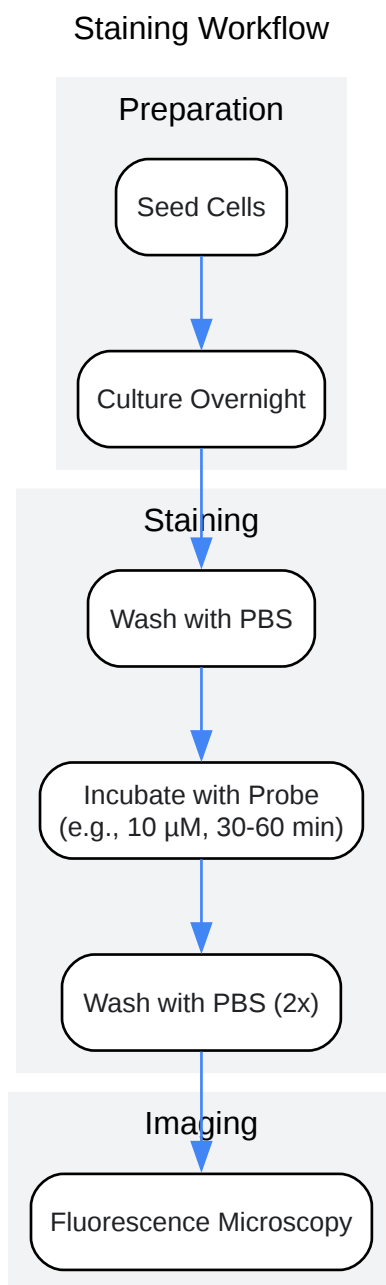 Staining Workflow
Preparation
Seed Cells
Culture Overnight
Staining
Wash with PBS
Incubate with Probe
(e.g., 10 µM, 30-60 min)
Wash with PBS (2x)
Imaging
Fluorescence Microscopy